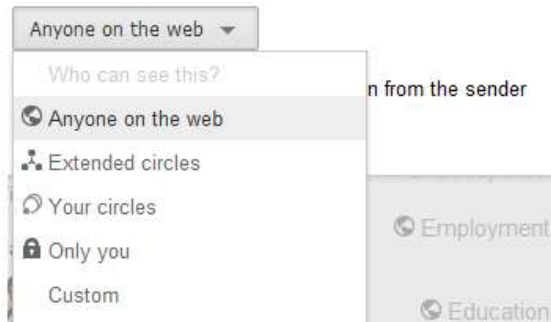 Anyone on the web
Who can see this?
n from the sender
Anyone on the web
Extended circles
Your circles
Employment
Only you
Custom
Education